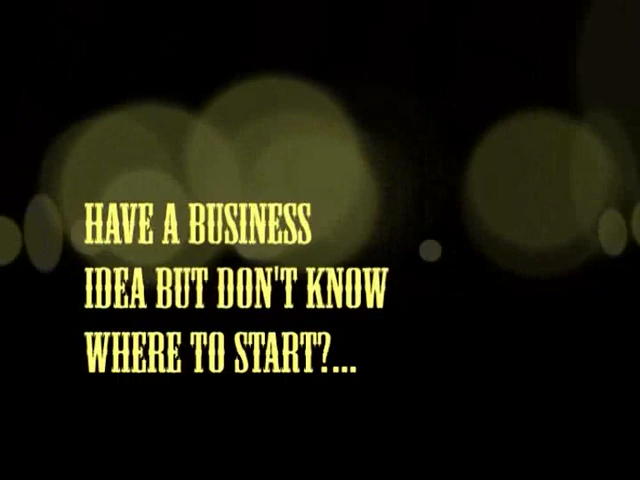 HAVE A BUSINESS
IDEA BUT DON'T KNOW
WHERE TO START?...